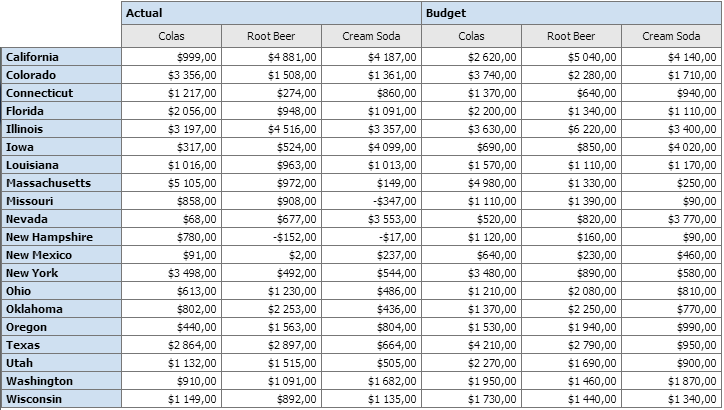 Actual Budget
Colas Root Beer Cream Soda Colas Root Beer Cream Soda
California $999,00 $4 881,00 $4 187,00 $2 620,00 $5 040,00 $4 140,00
Colorado $3 356,00 $1 508,00 $1 361,00 $3 740,00 $2 280,00 $1 710,00
Connecticut $1 217,00 $274,00 $860,00 $1 370,00 $640,00 $940,00
Florida $2 056,00 $948,00 $1 091,00 $2 200,00 $1 340,00 $1 110,00
Illinois $3 197,00 $4 516,00 $3 357,00 $3 630,00 $6 220,00 $3 400,00
Iowa $317,00 $524,00 $4 099,00 $690,00 $850,00 $4 020,00
Louisiana $1 016,00 $963,00 $1 013,00 $1 570,00 $1 110,00 $1 170,00
Massachusetts $5 105,00 $972,00 $149,00 $4 980,00 $1 330,00 $250,00
Missouri $858,00 $908,00 -$347,00 $1 110,00 $1 390,00 $90,00
Nevada $68,00 $677,00 $3 553,00 $520,00 $820,00 $3 770,00
New Hampshire $780,00 -$152,00 -$17,00 $1 120,00 $160,00 $90,00
New Mexico $91,00 $2,00 $237,00 $640,00 $230,00 $460,00
New York $3 498,00 $492,00 $544,00 $3 480,00 $890,00 $580,00
Ohio $613,00 $1 230,00 $486,00 $1 210,00 $2 080,00 $810,00
Oklahoma $802,00 $2 253,00 $436,00 $1 370,00 $2 250,00 $770,00
Oregon $440,00 $1 563,00 $804,00 $1 530,00 $1 940,00 $990,00
Texas $2 864,00 $2 897,00 $664,00 $4 210,00 $2 790,00 $950,00
Utah $1 132,00 $1 515,00 $505,00 $2 270,00 $1 690,00 $900,00
Washington $910,00 $1 091,00 $1 682,00 $1 950,00 $1 460,00 $1 870,00
Wisconsin $1 149,00 $892,00 $1 135,00 $1 730,00 $1 440,00 $1 340,00